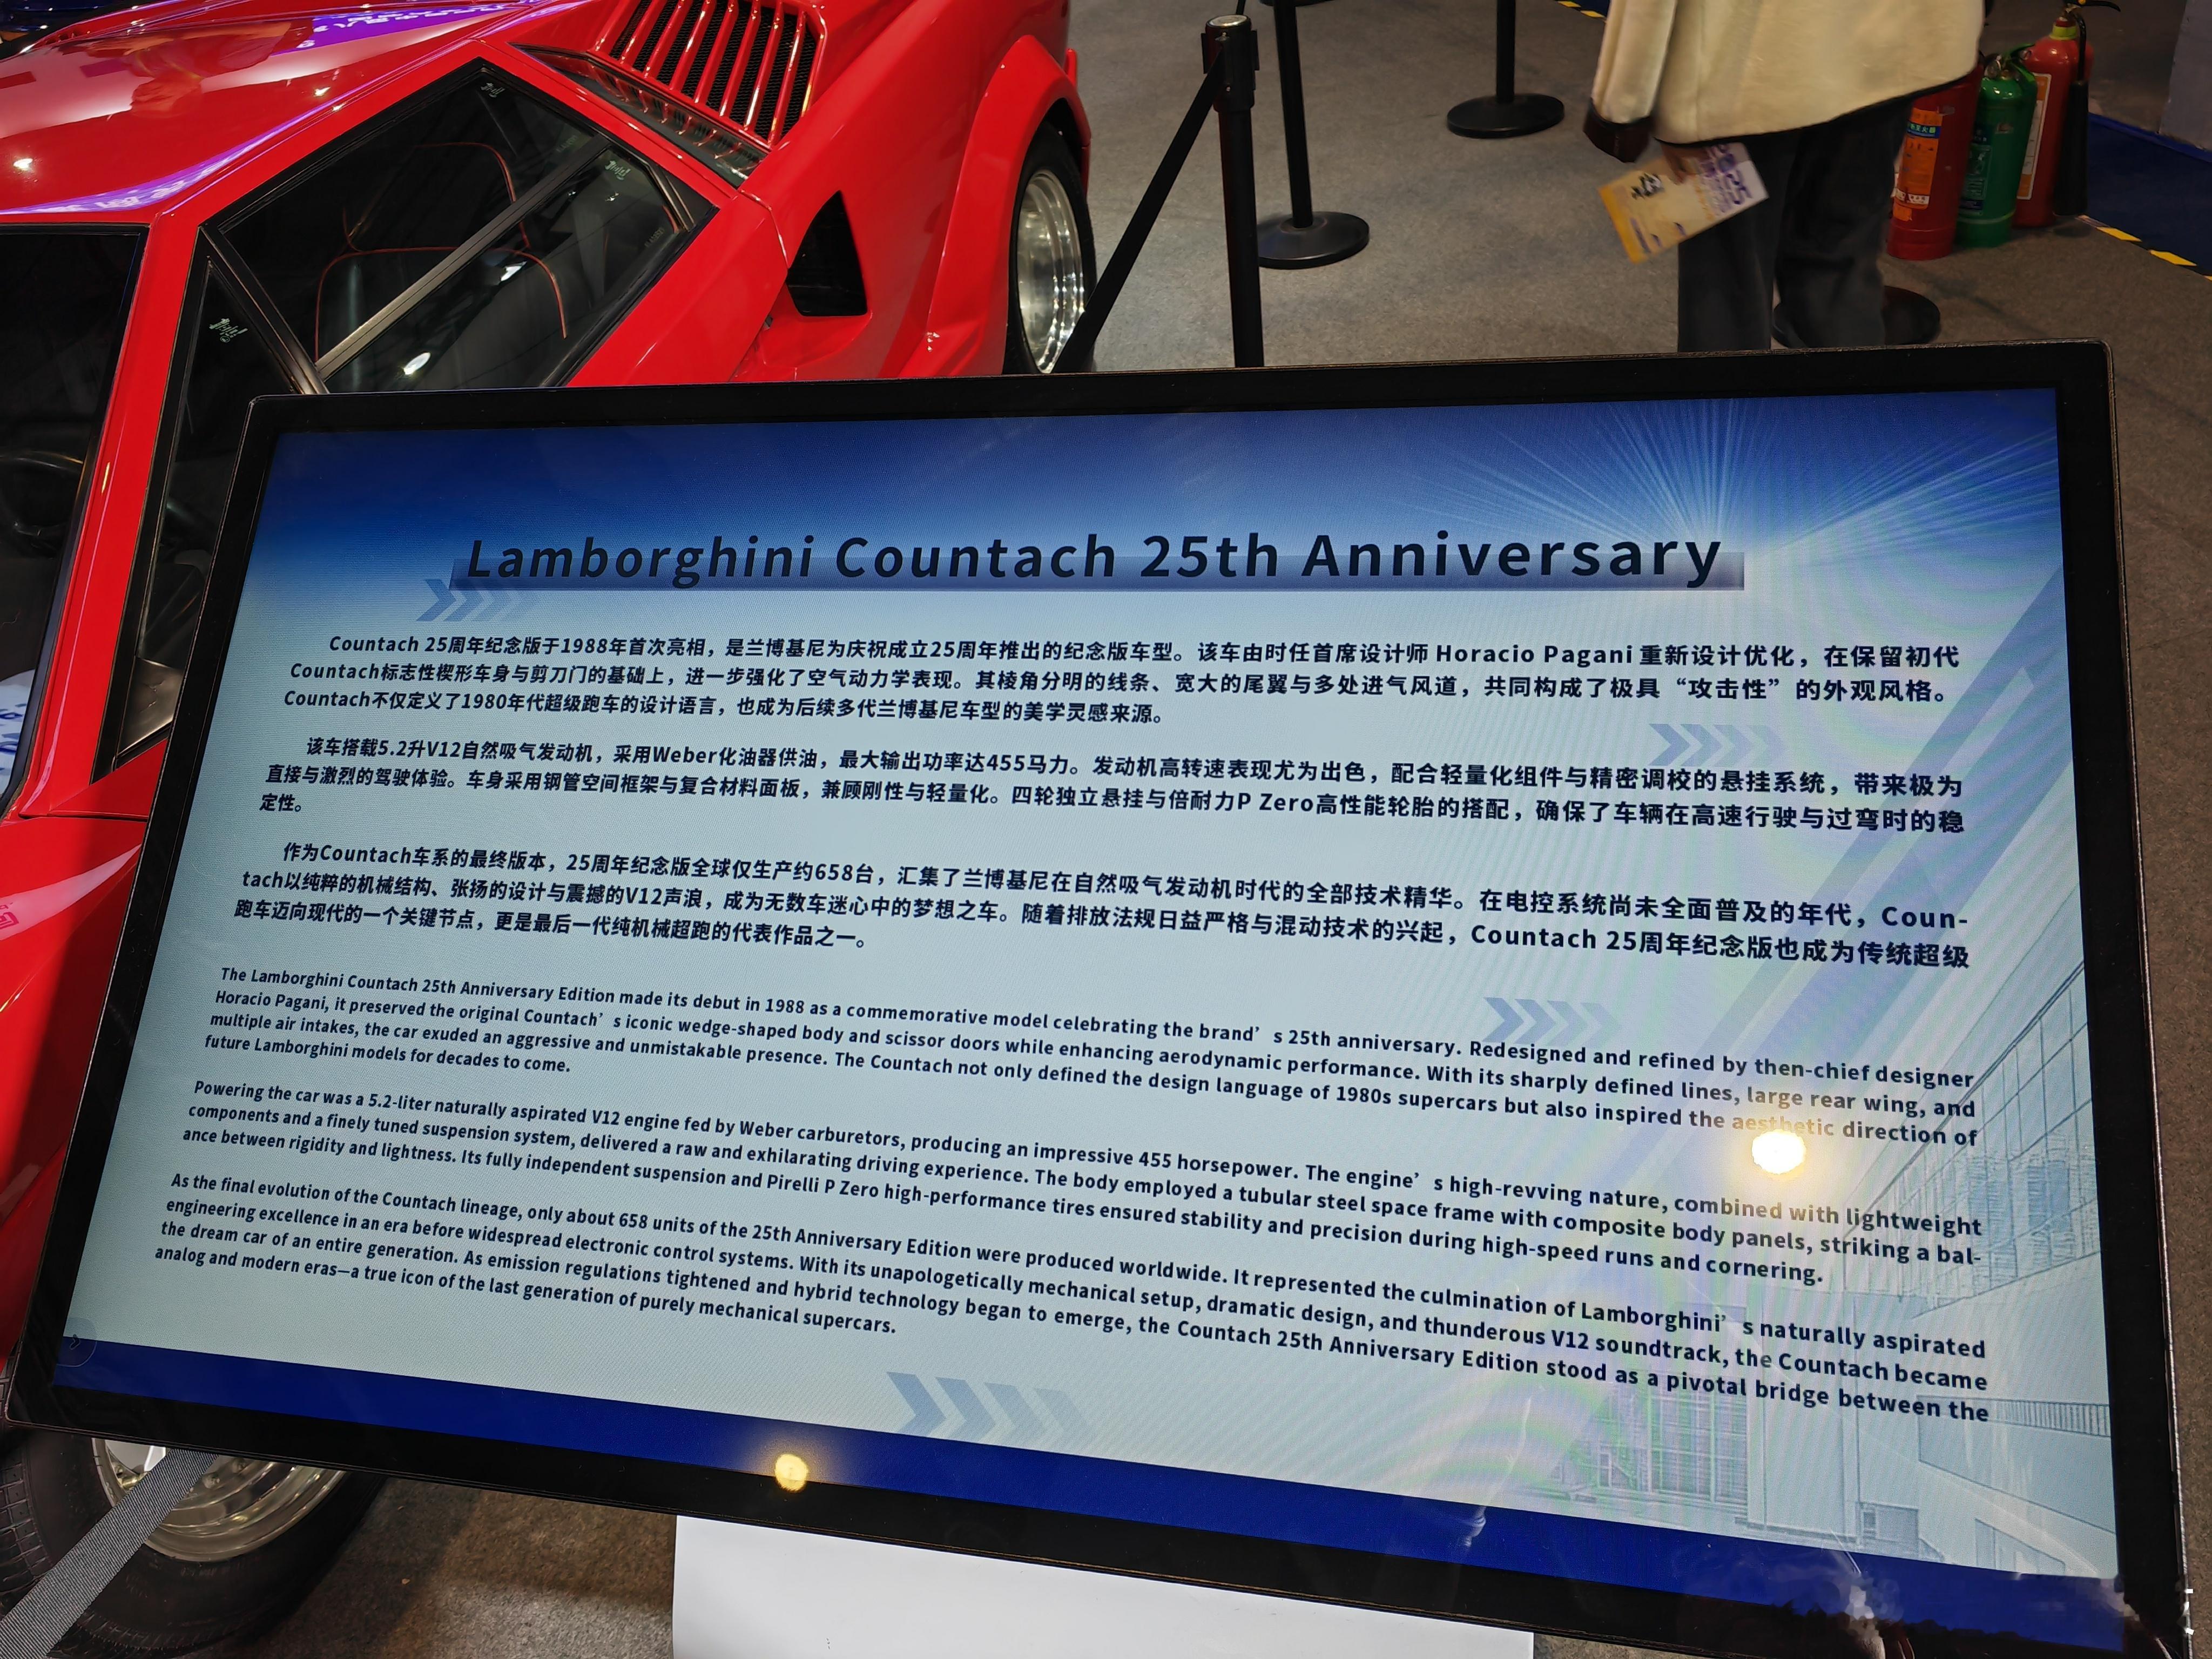 Lamborghini Countach 25th Anniversary
Countach 25周年纪念版于1988年首次亮相，是兰博基尼为庆祝成立25周年推出的纪念版车型。该车由时任首席设计师 Horacio Pagani 重新设计优化，在保留初代
Countach标志性楔形车身与剪刀门的基础上，进一步强化了空气动力学表现。其棱角分明的线条、宽大的尾翼与多处进气风道，共同构成了极具“攻击性”的外观风格。
Countach不仅定义了1980年代超级跑车的设计语言，也成为后续多代兰博基尼车型的美学灵感来源。
该车搭载5.2升V12自然吸气发动机，采用Weber化油器供油，最大输出功率达455马力。发动机高转速表现尤为出色，配合轻量化组件与精密调校的悬挂系统，带来极为
直接与激烈的驾驶体验。车身采用钢管空间框架与复合材料面板，兼顾刚性与轻量化。四轮独立悬挂与倍耐力P Zero高性能轮胎的搭配，确保了车辆在高速行驶与过弯时的稳
定性。
作为Countach车系的最终版本，25周年纪念版全球仅生产约658台，汇集了兰博基尼在自然吸气发动机时代的全部技术精华。在电控系统尚未全面普及的年代，Coun-
tach以纯粹的机械结构、张扬的设计与震撼的V12声浪，成为无数车迷心中的梦想之车。随着排放法规日益严格与混动技术的兴起，Countach 25周年纪念版也成为传统超级
跑车迈向现代的一个关键节点，更是最后一代纯机械超跑的代表作品之一。
The Lamborghini Countach 25th Anniversary Edition made its debut in 1988 as a commemorative model celebrating the brand’s 25th anniversary. Redesigned and refined by then-chief designer
Horacio Pagani, it preserved the original Countach’s iconic wedge-shaped body and scissor doors while enhancing aerodynamic performance. With its sharply defined lines, large rear wing, and
multiple air intakes, the car exuded an aggressive and unmistakable presence. The Countach not only defined the design language of 1980s supercars but also inspired the aesthetic direction of
future Lamborghini models for decades to come.
Powering the car was a 5.2-liter naturally aspirated V12 engine fed by Weber carburetors, producing an impressive 455 horsepower. The engine’s high-revving nature, combined with lightweight
components and a finely tuned suspension system, delivered a raw and exhilarating driving experience. The body employed a tubular steel space frame with composite body panels, striking a bal-
ance between rigidity and lightness. Its fully independent suspension and Pirelli P Zero high-performance tires ensured stability and precision during high-speed runs and cornering.
As the final evolution of the Countach lineage, only about 658 units of the 25th Anniversary Edition were produced worldwide. It represented the culmination of Lamborghini’s naturally aspirated
engineering excellence in an era before widespread electronic control systems. With its unapologetically mechanical setup, dramatic design, and thunderous V12 soundtrack, the Countach became
the dream car of an entire generation. As emission regulations tightened and hybrid technology began to emerge, the Countach 25th Anniversary Edition stood as a pivotal bridge between the
analog and modern eras—a true icon of the last generation of purely mechanical supercars.